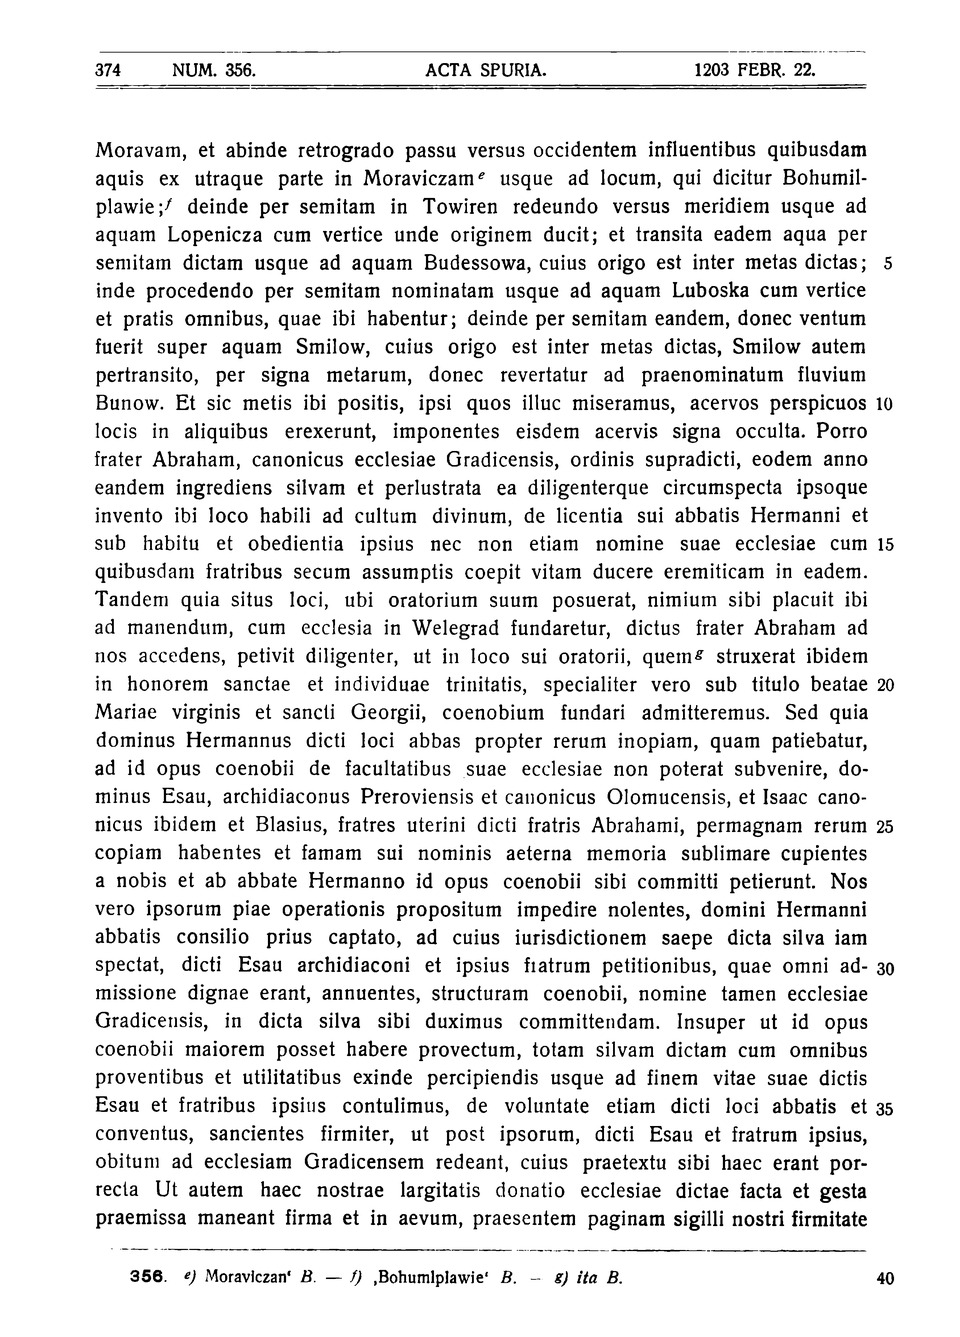 374 NUM. 356. ACTA SPURIA. 1203 FEBR. 22.
Moravam, et abinde retrogrado passu versus occidentem influentibus quibusdam
aquis ex utraque parte in Moraviczam e usque ad locum, qui dicitur Bohumil-
plawie; f deinde per semitam in Towiren redeundo versus meridiem usque ad
aquam Lopenicza cum vertice unde originem ducit; et transita eadem aqua per
semitam dictam usque ad aquam Budessowa, cuius origo est inter metas dictas; 5
inde procedendo per semitam nominatam usque ad aquam Luboska cum vertice
et pratis omnibus, quae ibi habentur; deinde per semitam eandem, donec ventum
fuerit super aquam Smilow, cuius origo est inter metas dictas, Smilow autem
pertransito, per signa metarum, donec revertatur ad praenominatum fluvium
Bunow. Et sic metis ibi positis, ipsi quos illuc miseramus, acervos perspicuos 10
locis in aliquibus erexerunt, imponentes eisdem acervis signa occulta. Porro
frater Abraham, canonicus ecclesiae Gradicensis, ordinis supradicti, eodem anno
eandem ingrediens silvam et perlustrata ea diligenterque circumspecta ipsoque
invento ibi loco habili ad cultum divinum, de licentia sui abbatis Hermanni et
sub habitu et obedientia ipsius nec non etiam nomine suae ecclesiae cum 15
quibusdam fratribus secum assumptis coepit vitam ducere eremiticam in eadem.
Tandem quia situs loci, ubi oratorium suum posuerat, nimium sibi placuit ibi
ad manendum, cum ecclesia in Welegrad fundaretur, dictus frater Abraham ad
nos accedens, petivit diligenter, ut in loco sui oratorii, quem g struxerat ibidem
in honorem sanctae et individuae trinitatis, specialiter vero sub titulo beatae 20
Mariae virginis et sancti Georgii, coenobium fundari admitteremus. Sed quia
dominus Hermannus dicti loci abbas propter rerum inopiam, quam patiebatur,
ad id opus coenobii de facultatibus suae ecclesiae non poterat subvenire, do-
minus Esau, archidiaconus Preroviensis et canonicus Olomucensis, et Isaac cano-
nicus ibidem et Blasius, fratres uterini dicti fratris Abrahami, permagnam rerum 25
copiam habentes et famam sui nominis aeterna memoria sublimare cupientes
a nobis et ab abbate Hermanno id opus coenobii sibi committi petierunt. Nos
vero ipsorum piae operationis propositum impedire nolentes, domini Hermanni
abbatis consilio prius captato, ad cuius iurisdictionem saepe dicta silva iam
spectat, dicti Esau archidiaconi et ipsius fratrum petitionibus, quae omni ad- 30
missione dignae erant, annuentes, structuram coenobii, nomine tamen ecclesiae
Gradicensis, in dicta silva sibi duximus committendam. Insuper ut id opus
coenobii maiorem posset habere provectum, totam silvam dictam cum omnibus
proventibus et utilitatibus exinde percipiendis usque ad finem vitae suae dictis
Esau et fratribus ipsius contulimus, de voluntate etiam dicti loci abbatis et 35
conventus, sancientes firmiter, ut post ipsorum, dicti Esau et fratrum ipsius,
obitum ad ecclesiam Gradicensem redeant, cuius praetextu sibi haec erant por-
recta Ut autem haec nostrae largitatis donatio ecclesiae dictae facta et gesta
praemissa maneant firma et in aevum, praesentem paginam sigilli nostri firmitate
356. e) Moraviczan‘ B. — f) ‚Bohumlplawie‘ B. – g) ita B. 40